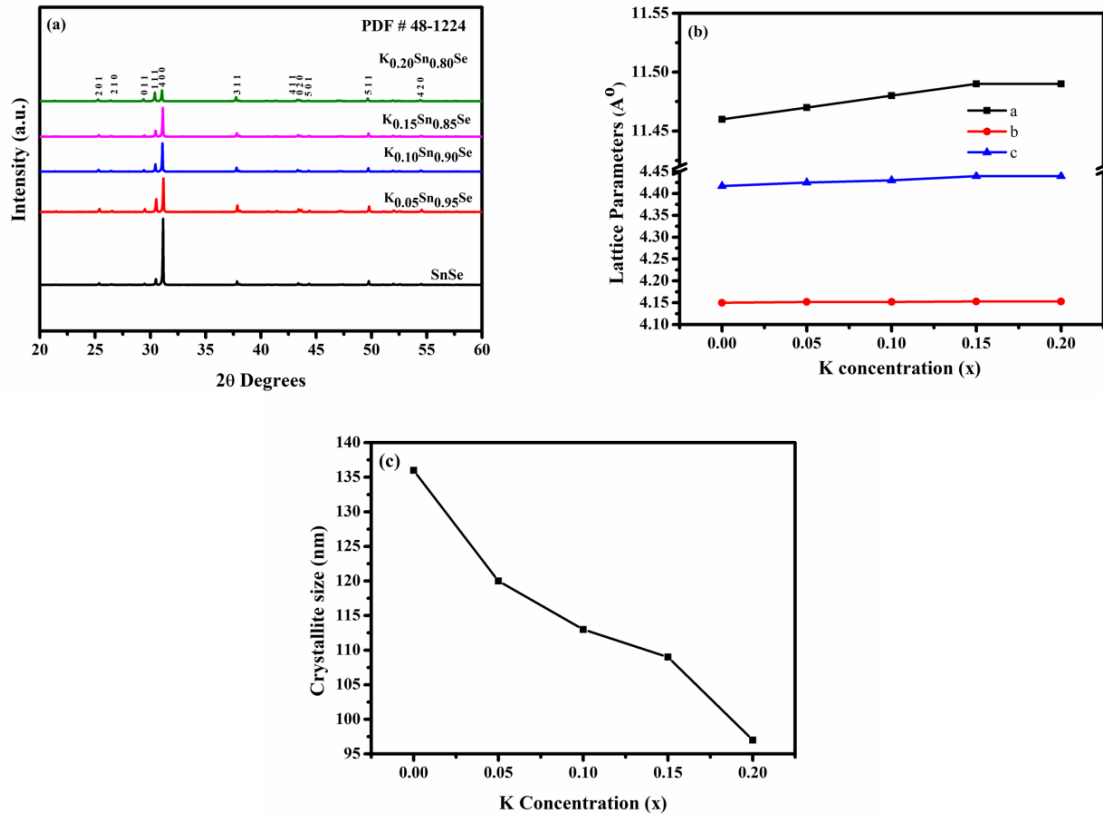 (a)
PDF # 48-1224
K0.20Sn0.80Se
2 0 1
2 1 0
0 1 1
1 1 1
4 0 0
3 1 1
4 1 1
0 2 0
5 0 1
5 1 1
4 2 0
K0.15Sn0.85Se
K0.10Sn0.90Se
K0.05Sn0.95Se
SnSe
Intensity (a.u.)
20 25 30 35 40 45 50 55 60
2θ Degrees
(b)
11.55
11.50
11.45
4.45
4.40
4.35
4.30
4.25
4.20
4.15
4.10
Lattice Parameters (A°)
a
b
c
0.00 0.05 0.10 0.15 0.20
K concentration (x)
(c)
140
135
130
125
120
115
110
105
100
95
Crystallite size (nm)
0.00 0.05 0.10 0.15 0.20
K Concentration (x)